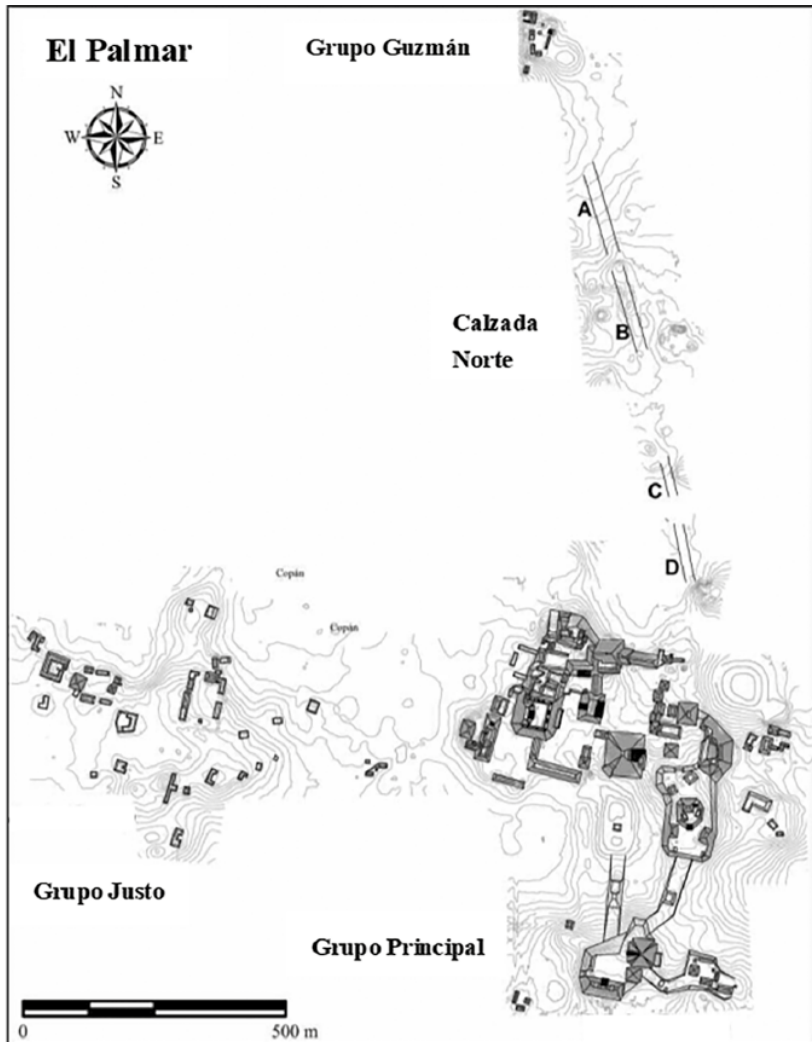 El Palmar
Grupo Guzmán
N
W
E
S
A
Calzada
Norte
B
C
D
Copán
Copán
Grupo Justo
Grupo Principal
0
500 m